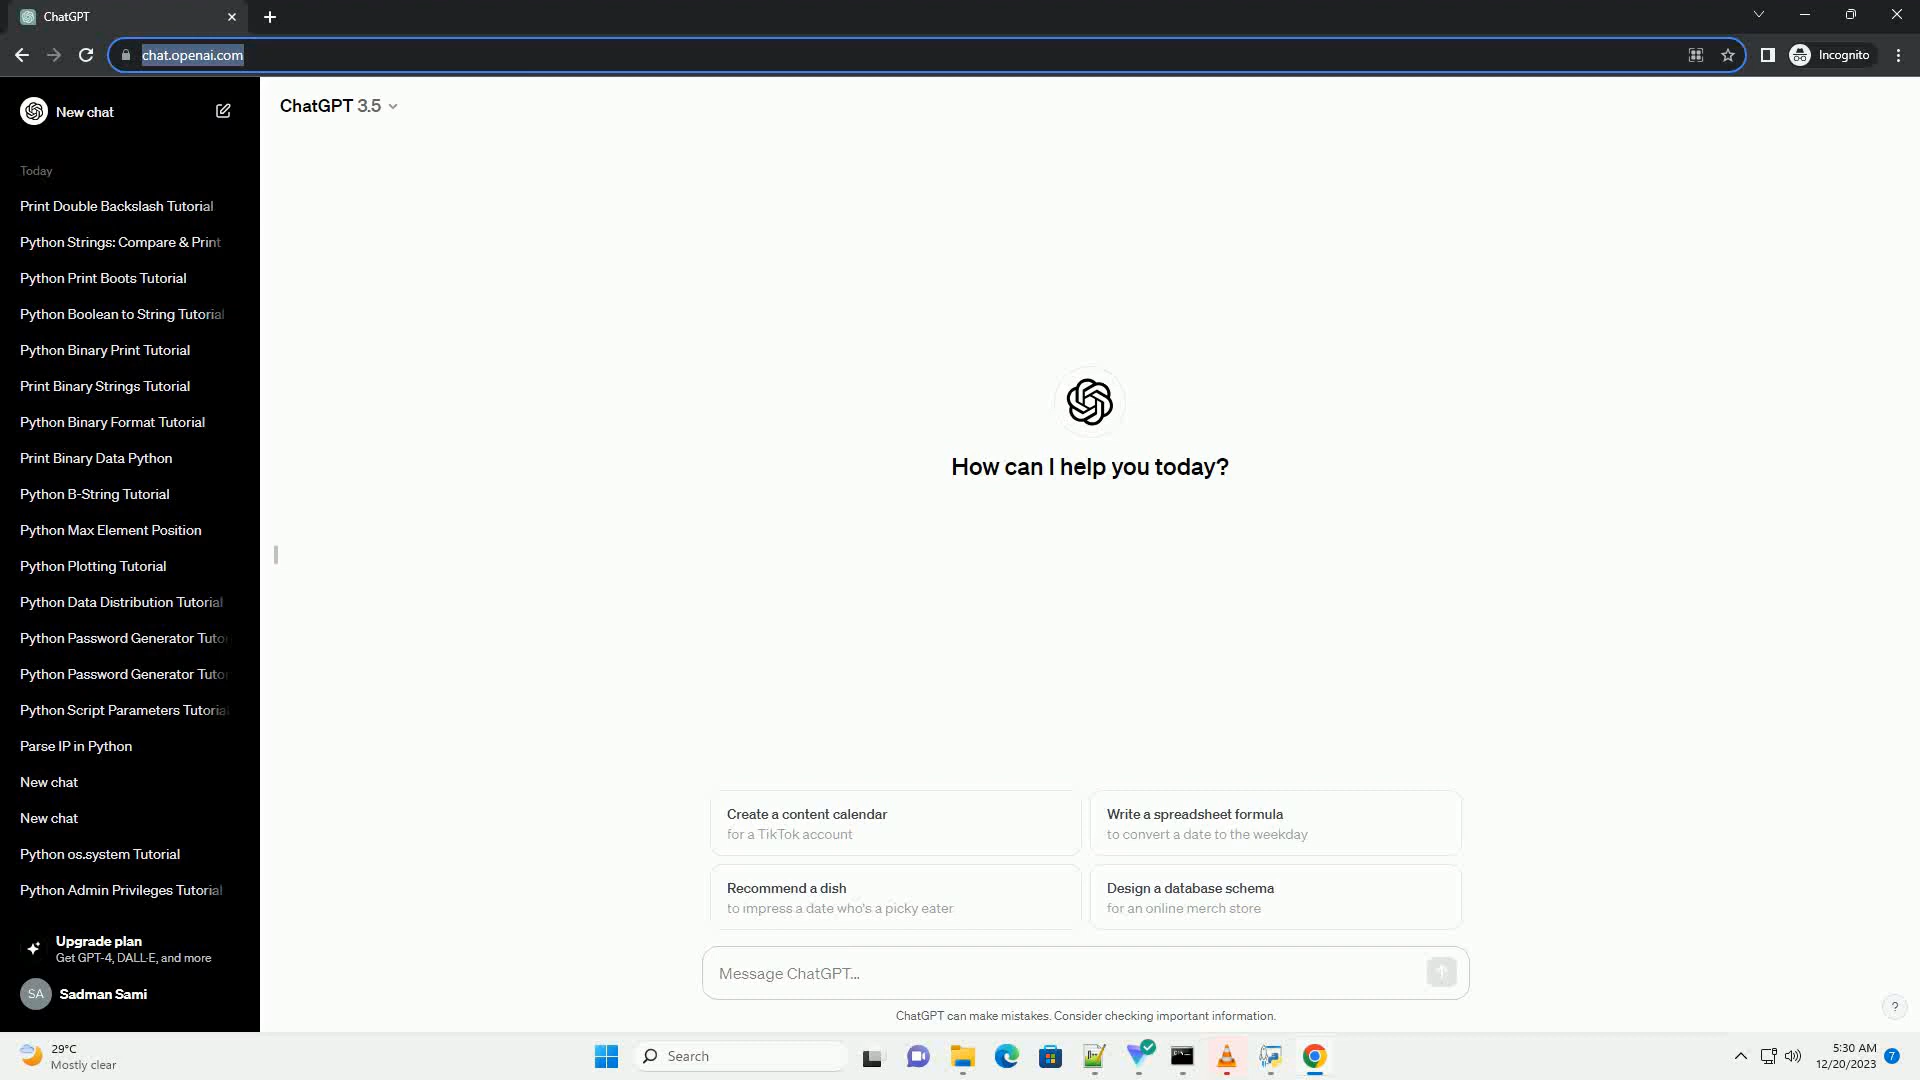 ChatGPT
chat.openai.com
Incognito
New chat
ChatGPT 3.5
Today
Print Double Backslash Tutorial
Python Strings: Compare & Print
Python Print Boots Tutorial
Python Boolean to String Tutorial
Python Binary Print Tutorial
Print Binary Strings Tutorial
Python Binary Format Tutorial
Print Binary Data Python
Python B-String Tutorial
Python Max Element Position
Python Plotting Tutorial
Python Data Distribution Tutorial
Python Password Generator Tuto
Python Password Generator Tuto
Python Script Parameters Tutorial
Parse IP in Python
New chat
New chat
Python os.system Tutorial
Python Admin Privileges Tutorial
Upgrade plan
Get GPT-4, DALL·E, and more
SA
Sadman Sami
How can I help you today?
Create a content calendar
for a TikTok account
Write a spreadsheet formula
to convert a date to the weekday
Recommend a dish
to impress a date who's a picky eater
Design a database schema
for an online merch store
Message ChatGPT...
ChatGPT can make mistakes. Consider checking important information.
?
29°C
Mostly clear
Search
5:30 AM
12/20/2023
7